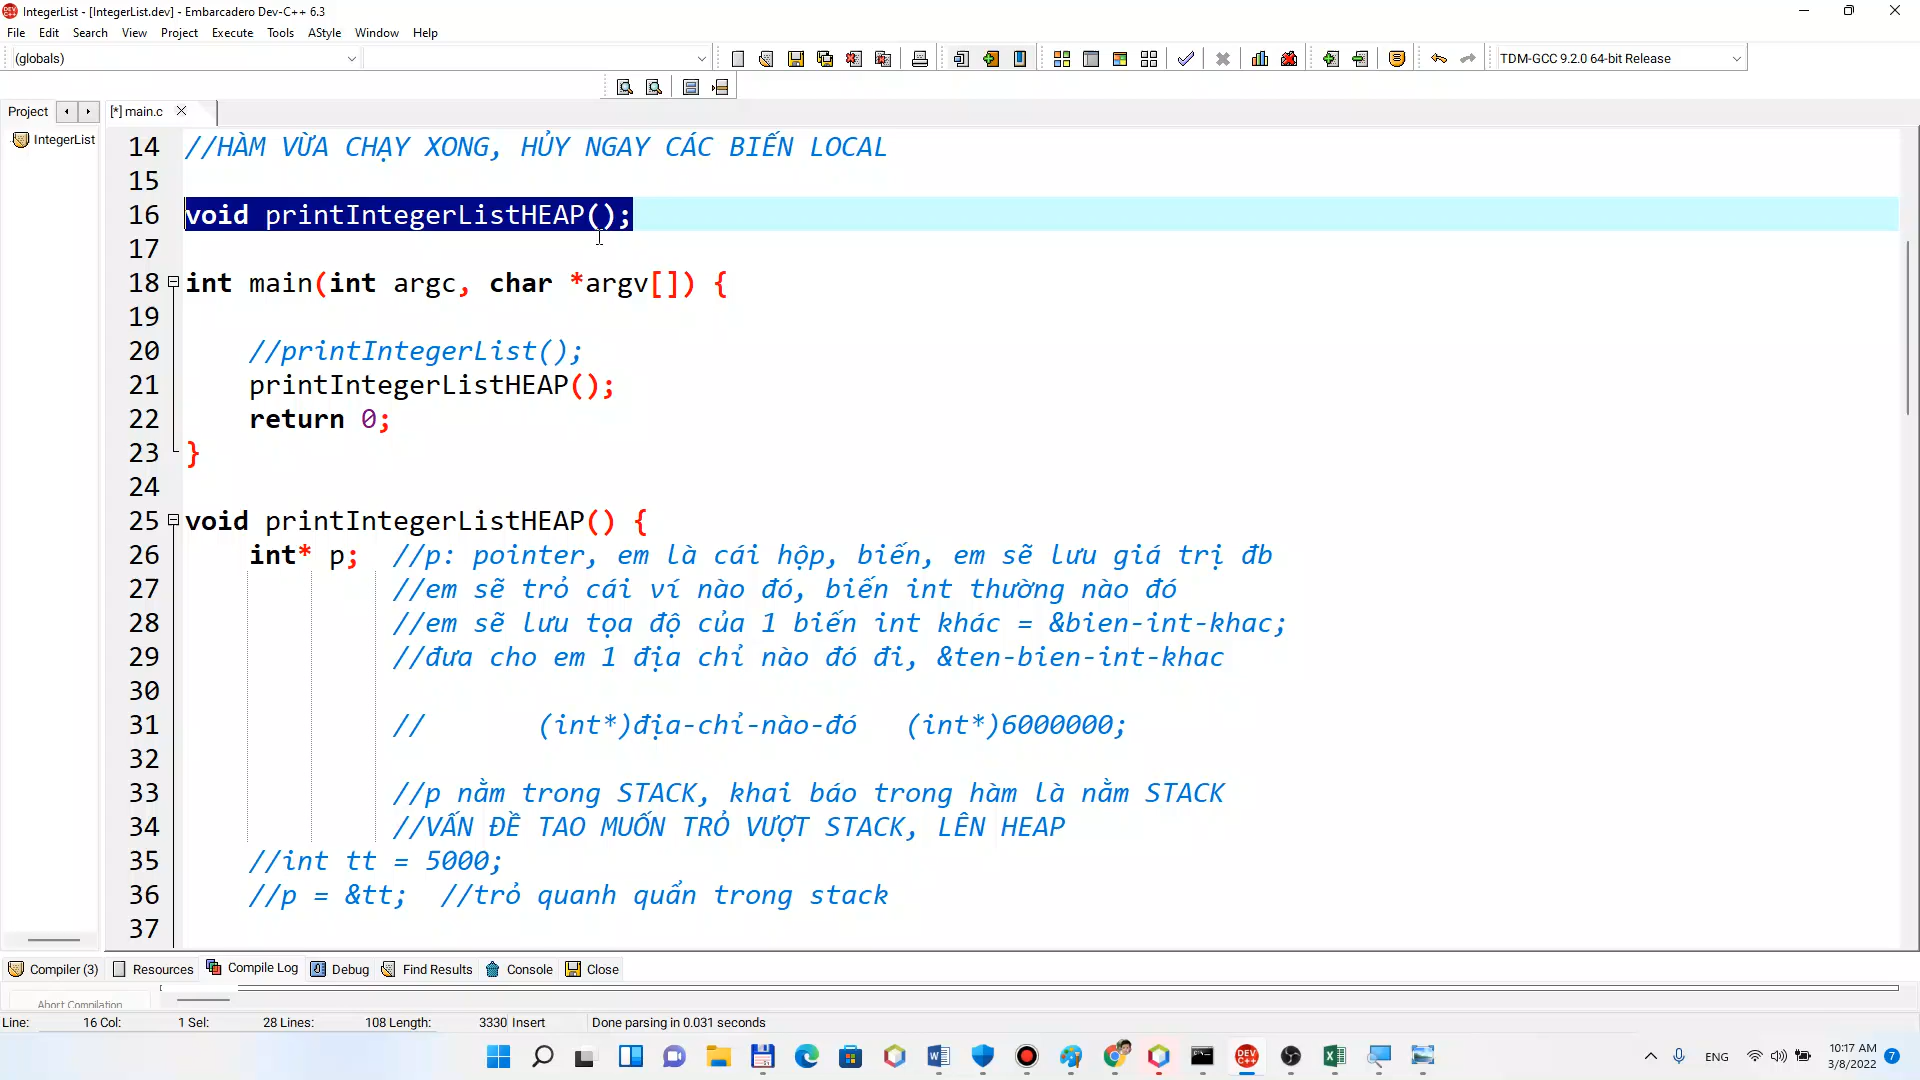 IntegerList - [IntegerList.dev] - Embarcadero Dev-C++ 6.3
File Edit Search View Project Execute Tools AStyle Window Help
(globals)
TDM-GCC 9.2.0 64-bit Release
Project
[*] main.c
IntegerList
14 //HÀM VỪA CHẠY XONG, HỦY NGAY CÁC BIẾN LOCAL
15
16 void printIntegerListHEAP();
17
18 int main(int argc, char *argv[]) {
19
20 //printIntegerList();
21 printIntegerListHEAP();
22 return 0;
23 }
24
25 void printIntegerListHEAP() {
26 int* p; //p: pointer, em là cái hộp, biến, em sẽ lưu giá trị đb
27 //em sẽ trỏ cái ví nào đó, biến int thường nào đó
28 //em sẽ lưu tọa độ của 1 biến int khác = &bien-int-khac;
29 //đưa cho em 1 địa chỉ nào đó đi, &ten-bien-int-khac
30
31 // (int*)địa-chỉ-nào-đó (int*)6000000;
32
33 //p nằm trong STACK, khai báo trong hàm là nằm STACK
34 //VẤN ĐỀ TAO MUỐN TRỎ VƯỢT STACK, LÊN HEAP
35 //int tt = 5000;
36 //p = &tt; //trỏ quanh quẩn trong stack
37
Compiler (3) Resources Compile Log Debug Find Results Console Close
Abort Compilation
Line: 16 Col: 1 Sel: 28 Lines: 108 Length: 3330 Insert Done parsing in 0.031 seconds
DEV C++
ENG
10:17 AM
3/8/2022
7